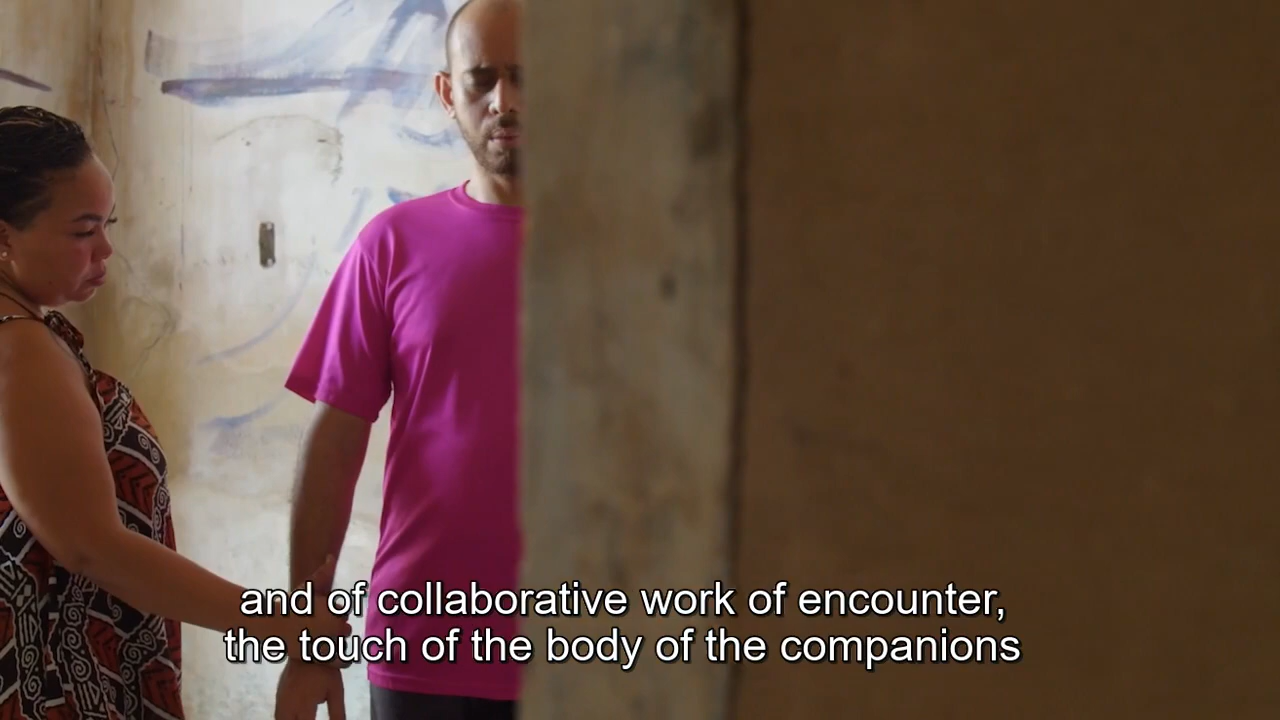 and of collaborative work of encounter,
the touch of the body of the companions